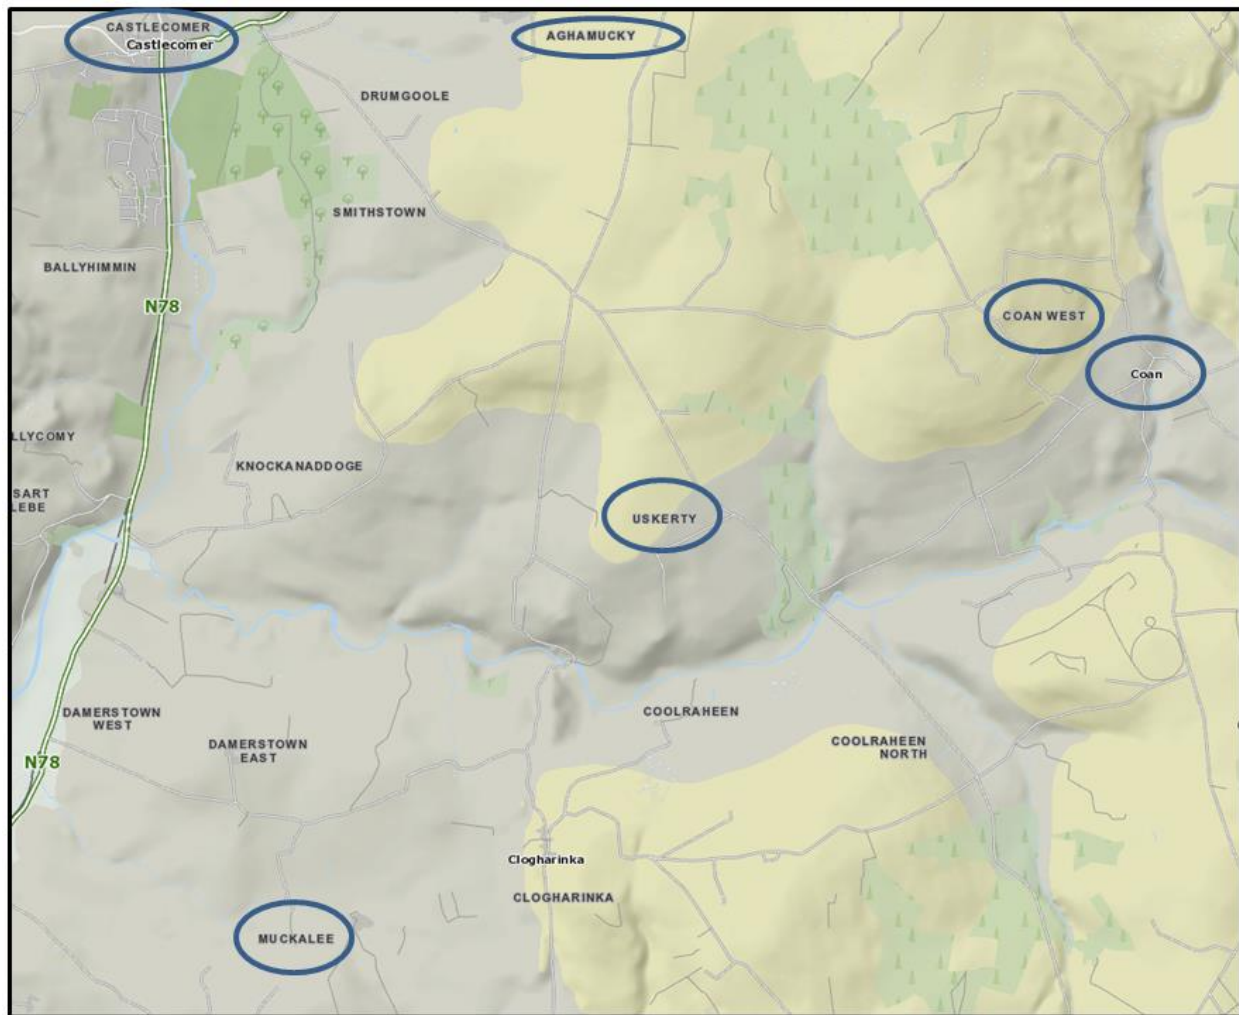 CASTLECOMER
Castlecomer
AGHAMUCKY
DRUMGOOLE
SMITHSTOWN
BALLYHIMMIN
N78
COAN WEST
Coan
LLYCOMY
KNOCKANADDOGE
SART
LEBE
USKERTY
DAMERSTOWN
WEST
COOLRAHEEN
DAMERSTOWN
EAST
COOLRAHEEN
NORTH
N78
Clogharinka
CLOGHARINKA
MUCKALEE